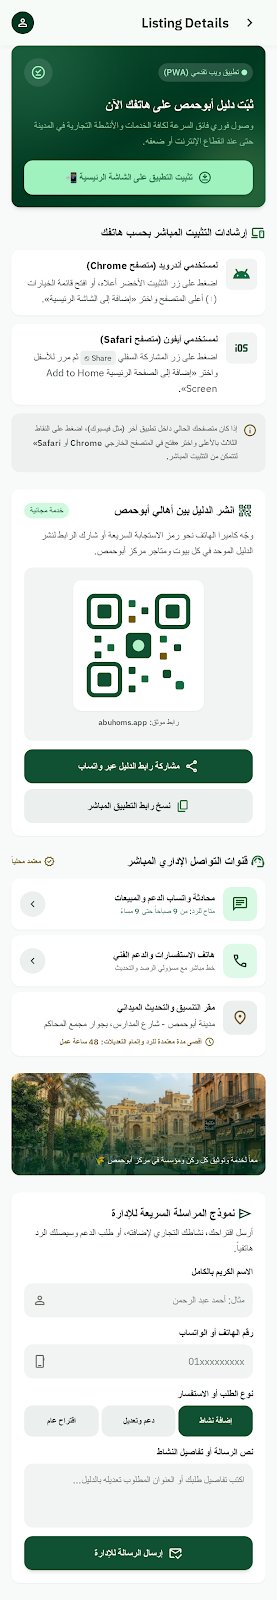 Listing Details
تطبيق ويب تقدمي (PWA)
ثبّت دليل أبوحمص على هاتفك الآن
وصول فوري فائق السرعة لكافة الخدمات والأنشطة التجارية في المدينة
حتى عند انقطاع الإنترنت أو ضعفه.
تثبيت التطبيق على الشاشة الرئيسية 📲
إرشادات التثبيت المباشر بحسب هاتفك
لمستخدمي أندرويد (متصفح Chrome)
اضغط على زر التثبيت الأخضر أعلاه، أو افتح قائمة الخيارات
(⋮) أعلى المتصفح واختر «إضافة إلى الشاشة الرئيسية».
iOS
لمستخدمي آيفون (متصفح Safari)
اضغط على زر المشاركة السفلي Share ثم مرر للأسفل
واختر «إضافة إلى الصفحة الرئيسية Add to Home
Screen».
إذا كان متصفحك الحالي داخل تطبيق آخر (مثل فيسبوك)، اضغط على النقاط
الثلاث بالأعلى واختر «فتح في المتصفح الخارجي Chrome أو Safari»
لتتمكن من التثبيت المباشر.
انشر الدليل بين أهالي أبوحمص
خدمة مجانية
وجّه كاميرا الهاتف نحو رمز الاستجابة السريعة أو شارك الرابط لنشر
الدليل الموحد في كل بيوت ومتاجر مركز أبوحمص.
رابط موثق: abuhoms.app
مشاركة رابط الدليل عبر واتساب
نسخ رابط التطبيق المباشر
قنوات التواصل الإداري المباشر
معتمد محلياً
محادثة واتساب الدعم والمبيعات
متاح للرد: من 9 صباحاً حتى 9 مساءً
هاتف الاستفسارات والدعم الفني
خط مباشر مع مسؤولي الرصد والتحديث
مقر التنسيق والتحديث الميداني
مدينة أبوحمص - شارع المدارس، بجوار مجمع المحاكم
أقصى مدة معتمدة للرد وإتمام التعديلات: 48 ساعة عمل
معاً لخدمة وتوثيق كل ركن ومؤسسة في مركز أبوحمص 🌾
نموذج المراسلة السريعة للإدارة
أرسل اقتراحك، نشاطك التجاري لإضافته، أو طلب الدعم وسيصلك الرد
هاتفياً.
الاسم الكريم بالكامل
مثال: أحمد عبد الرحمن
رقم الهاتف أو الواتساب
01xxxxxxxxx
نوع الطلب أو الاستفسار
إضافة نشاط
دعم وتعديل
اقتراح عام
نص الرسالة أو تفاصيل النشاط
اكتب تفاصيل طلبك أو العنوان المطلوب تعديله بالدليل...
إرسال الرسالة للإدارة